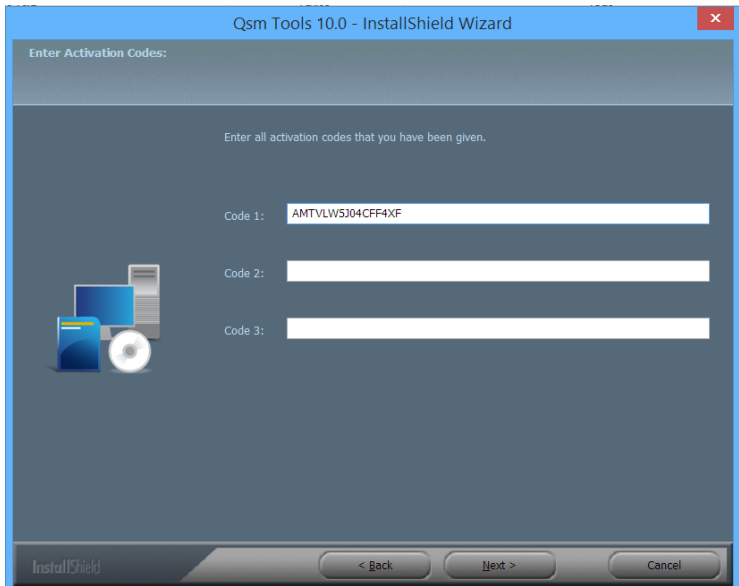 Qsm Tools 10.0 - InstallShield Wizard
x
Enter Activation Codes:
Enter all activation codes that you have been given.
Code 1: AMTVLW5J04CFF4XF
Code 2:
Code 3:
InstallShield
< Back Next > Cancel